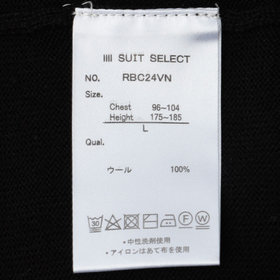 SUIT SELECT
NO. RBC24VN
Size.
Chest 96~104
Height 175~185
L
Qual.
ウール 100%
30 P F W
・中性洗剤使用
・アイロンはあて布を使用